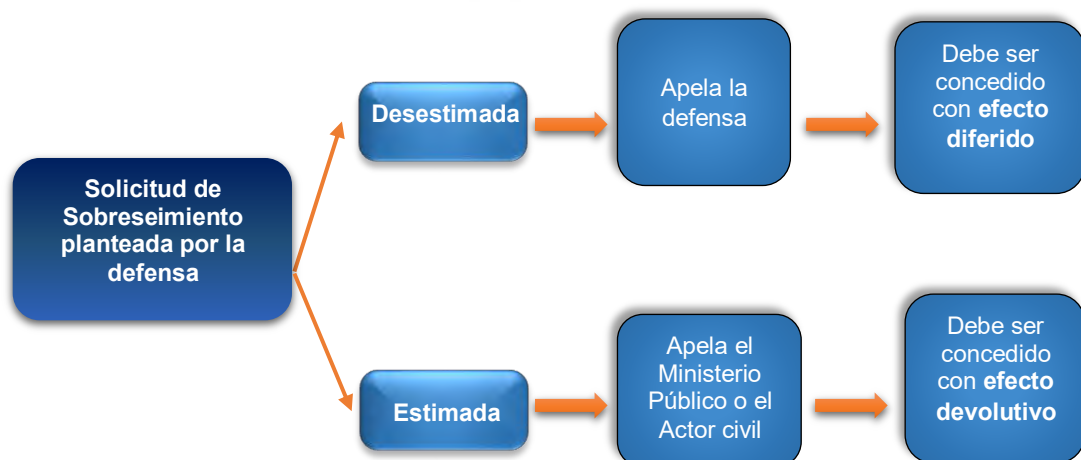 Solicitud de
Sobreseimiento
planteada por la
defensa
Desestimada
Apela la
defensa
Debe ser
concedido
con efecto
diferido
Estimada
Apela el
Ministerio
Público o el
Actor civil
Debe ser
concedido
con efecto
devolutivo